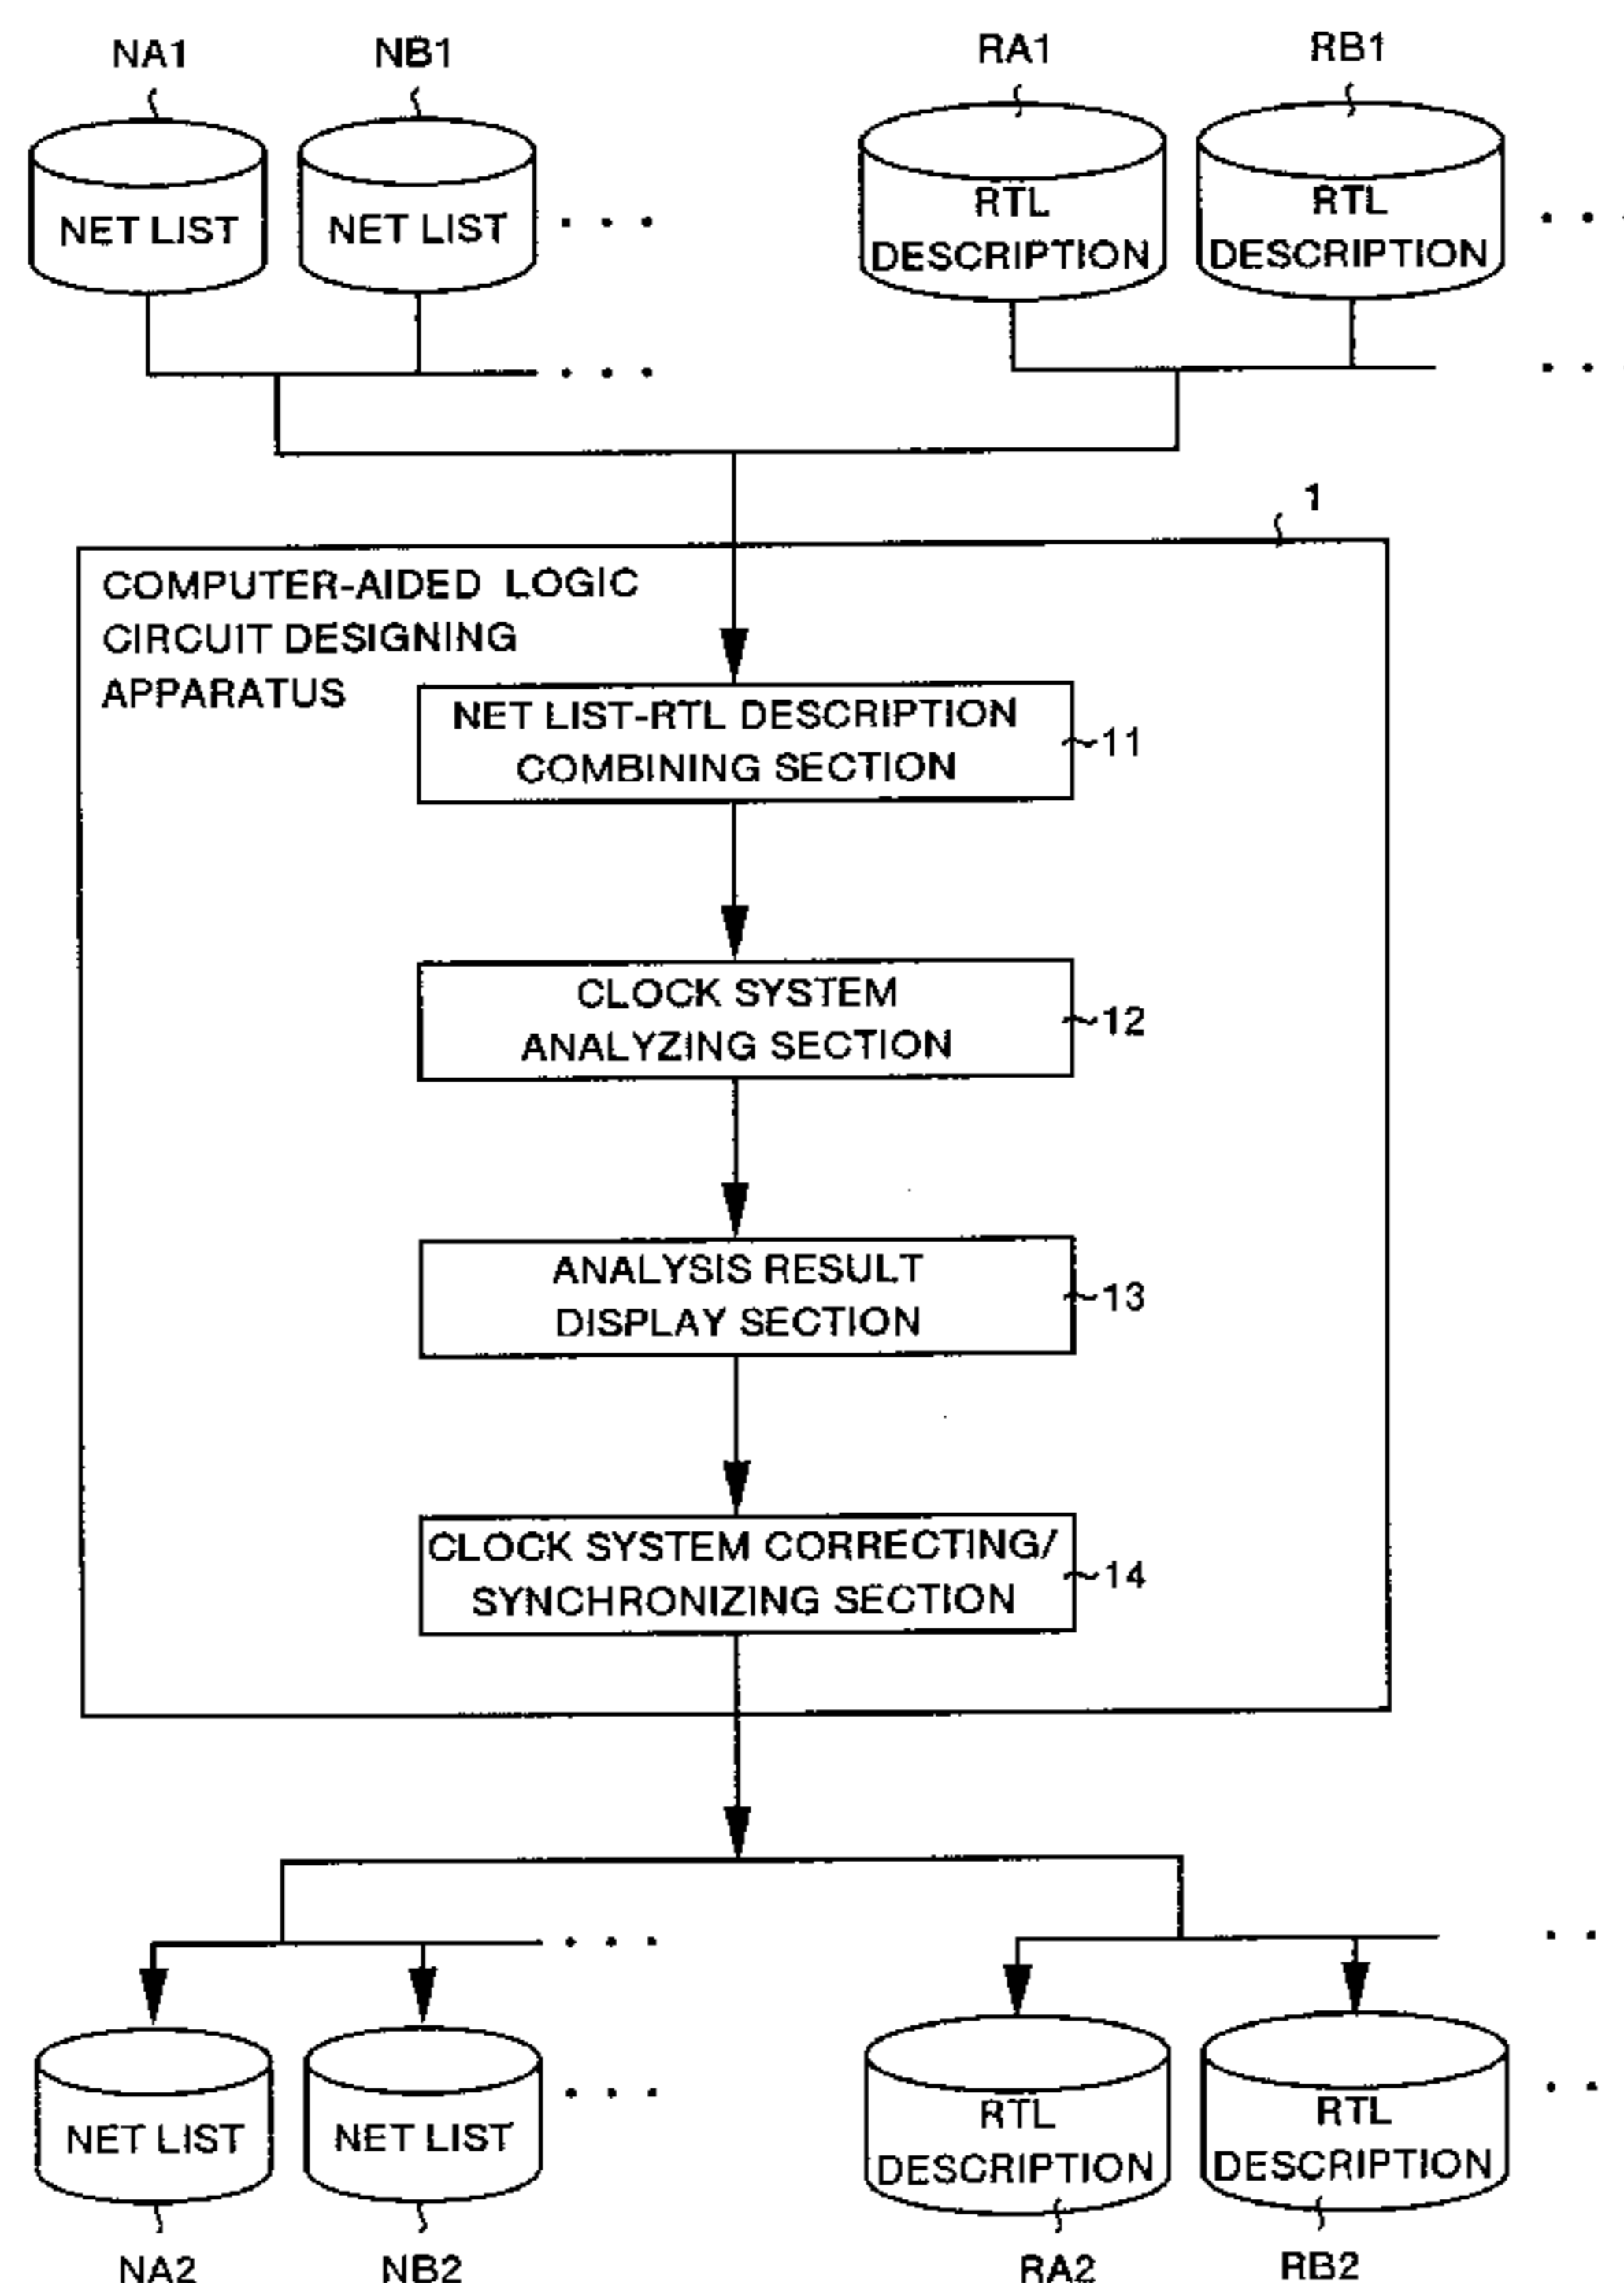 NA1 NB1 RA1 RB1
NET LIST NET LIST . . . RTL DESCRIPTION RTL DESCRIPTION . .
. . . . .
1
COMPUTER-AIDED LOGIC
CIRCUIT DESIGNING
APPARATUS
NET LIST-RTL DESCRIPTION
COMBINING SECTION
11
CLOCK SYSTEM
ANALYZING SECTION
12
ANALYSIS RESULT
DISPLAY SECTION
13
CLOCK SYSTEM CORRECTING/
SYNCHRONIZING SECTION
14
. . . . .
NET LIST NET LIST . . . RTL DESCRIPTION RTL DESCRIPTION . .
NA2 NB2 RA2 RB2